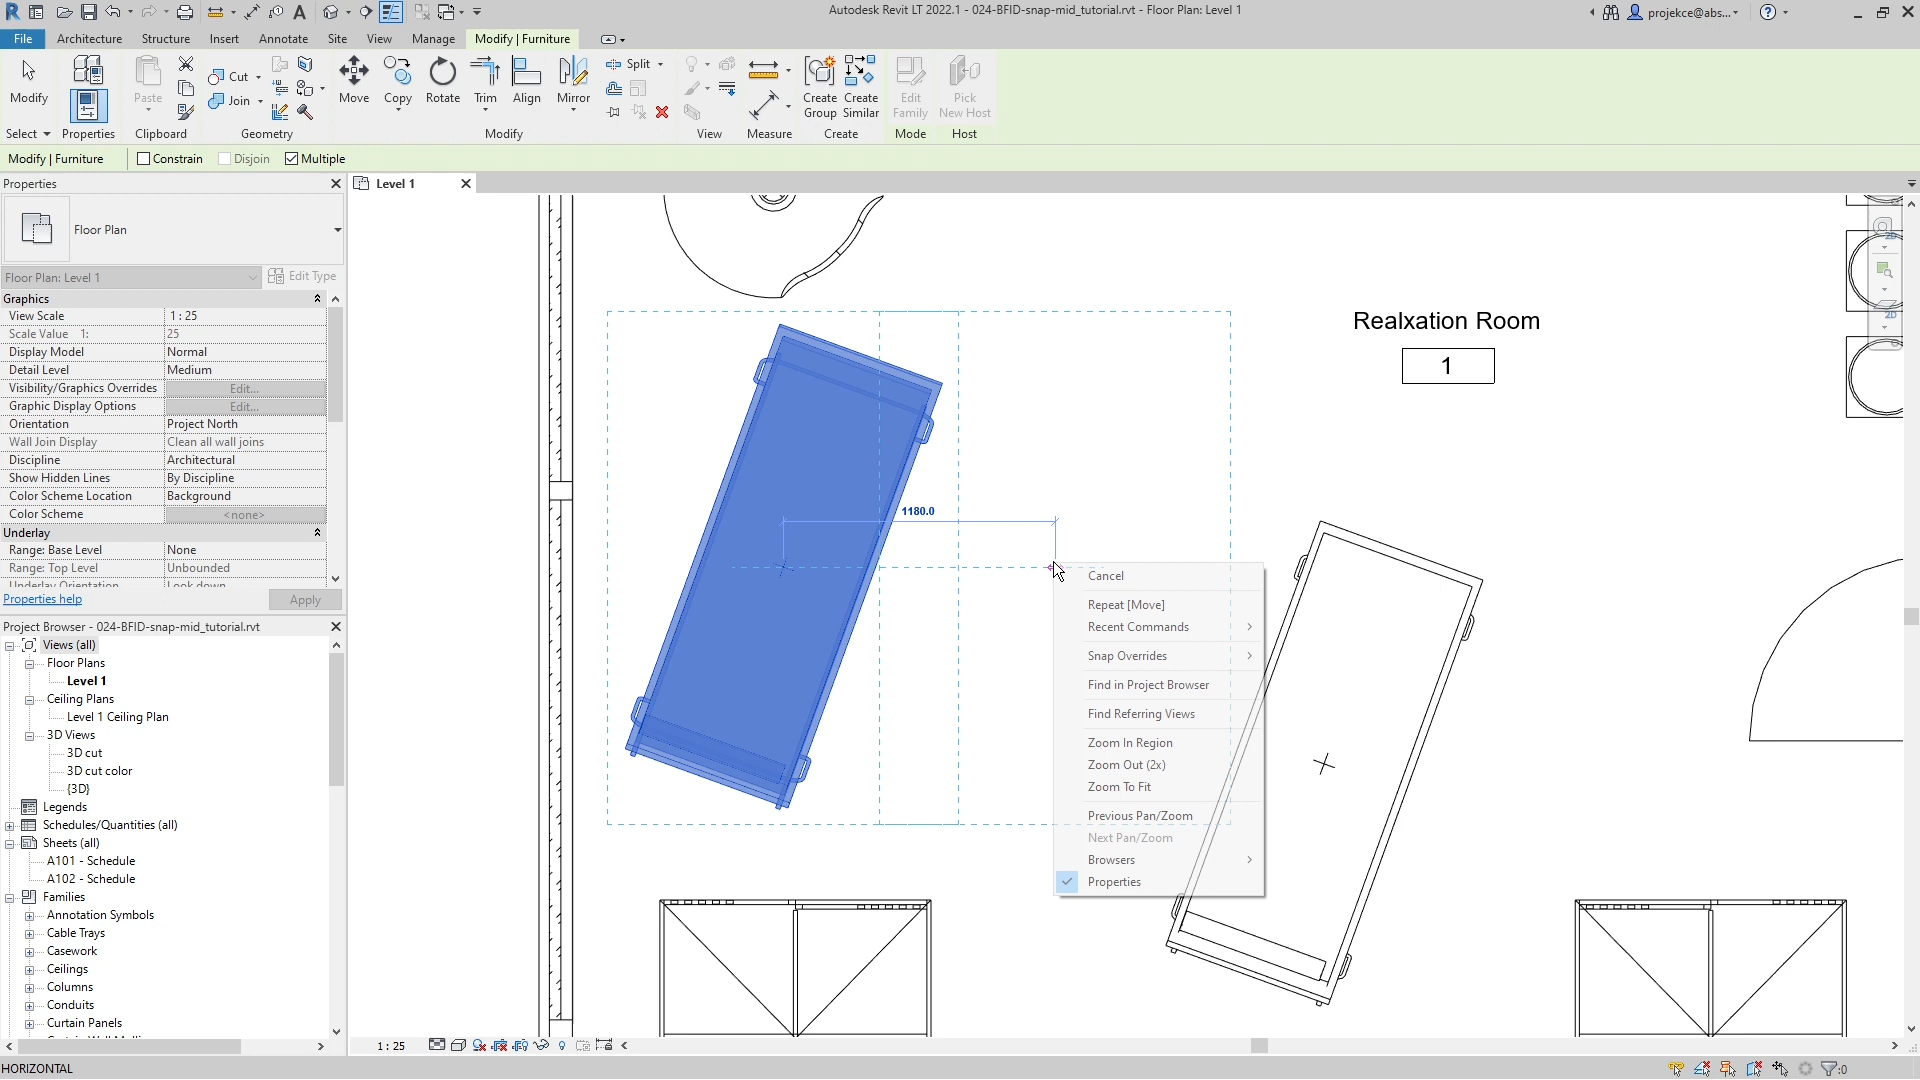 Autodesk Revit LT 2022.1 - 024-BFID-snap-mid_tutorial.rvt - Floor Plan: Level 1
projekce@abs...
File
Architecture
Structure
Insert
Annotate
Site
View
Manage
Modify | Furniture
Modify
Paste
Cut
Join
Move
Copy
Rotate
Trim
Align
Mirror
Split
Create Group
Create Similar
Edit Family
Pick New Host
Select
Properties
Clipboard
Geometry
Modify
View
Measure
Create
Mode
Host
Modify | Furniture
Constrain
Disjoin
Multiple
Properties
Level 1
Floor Plan
Floor Plan: Level 1
Edit Type
Graphics
View Scale 1 : 25
Scale Value 1: 25
Display Model Normal
Detail Level Medium
Visibility/Graphics Overrides Edit...
Graphic Display Options Edit...
Orientation Project North
Wall Join Display Clean all wall joins
Discipline Architectural
Show Hidden Lines By Discipline
Color Scheme Location Background
Color Scheme <none>
Underlay
Range: Base Level None
Range: Top Level Unbounded
Underlay Orientation Look down
Properties help
Apply
Project Browser - 024-BFID-snap-mid_tutorial.rvt
Views (all)
Floor Plans
Level 1
Ceiling Plans
Level 1 Ceiling Plan
3D Views
3D cut
3D cut color
{3D}
Legends
Schedules/Quantities (all)
Sheets (all)
A101 - Schedule
A102 - Schedule
Families
Annotation Symbols
Cable Trays
Casework
Ceilings
Columns
Conduits
Curtain Panels
Realxation Room
1
1180.0
2D
2D
Cancel
Repeat [Move]
Recent Commands
Snap Overrides
Find in Project Browser
Find Referring Views
Zoom In Region
Zoom Out (2x)
Zoom To Fit
Previous Pan/Zoom
Next Pan/Zoom
Browsers
Properties
1 : 25
HORIZONTAL
:0